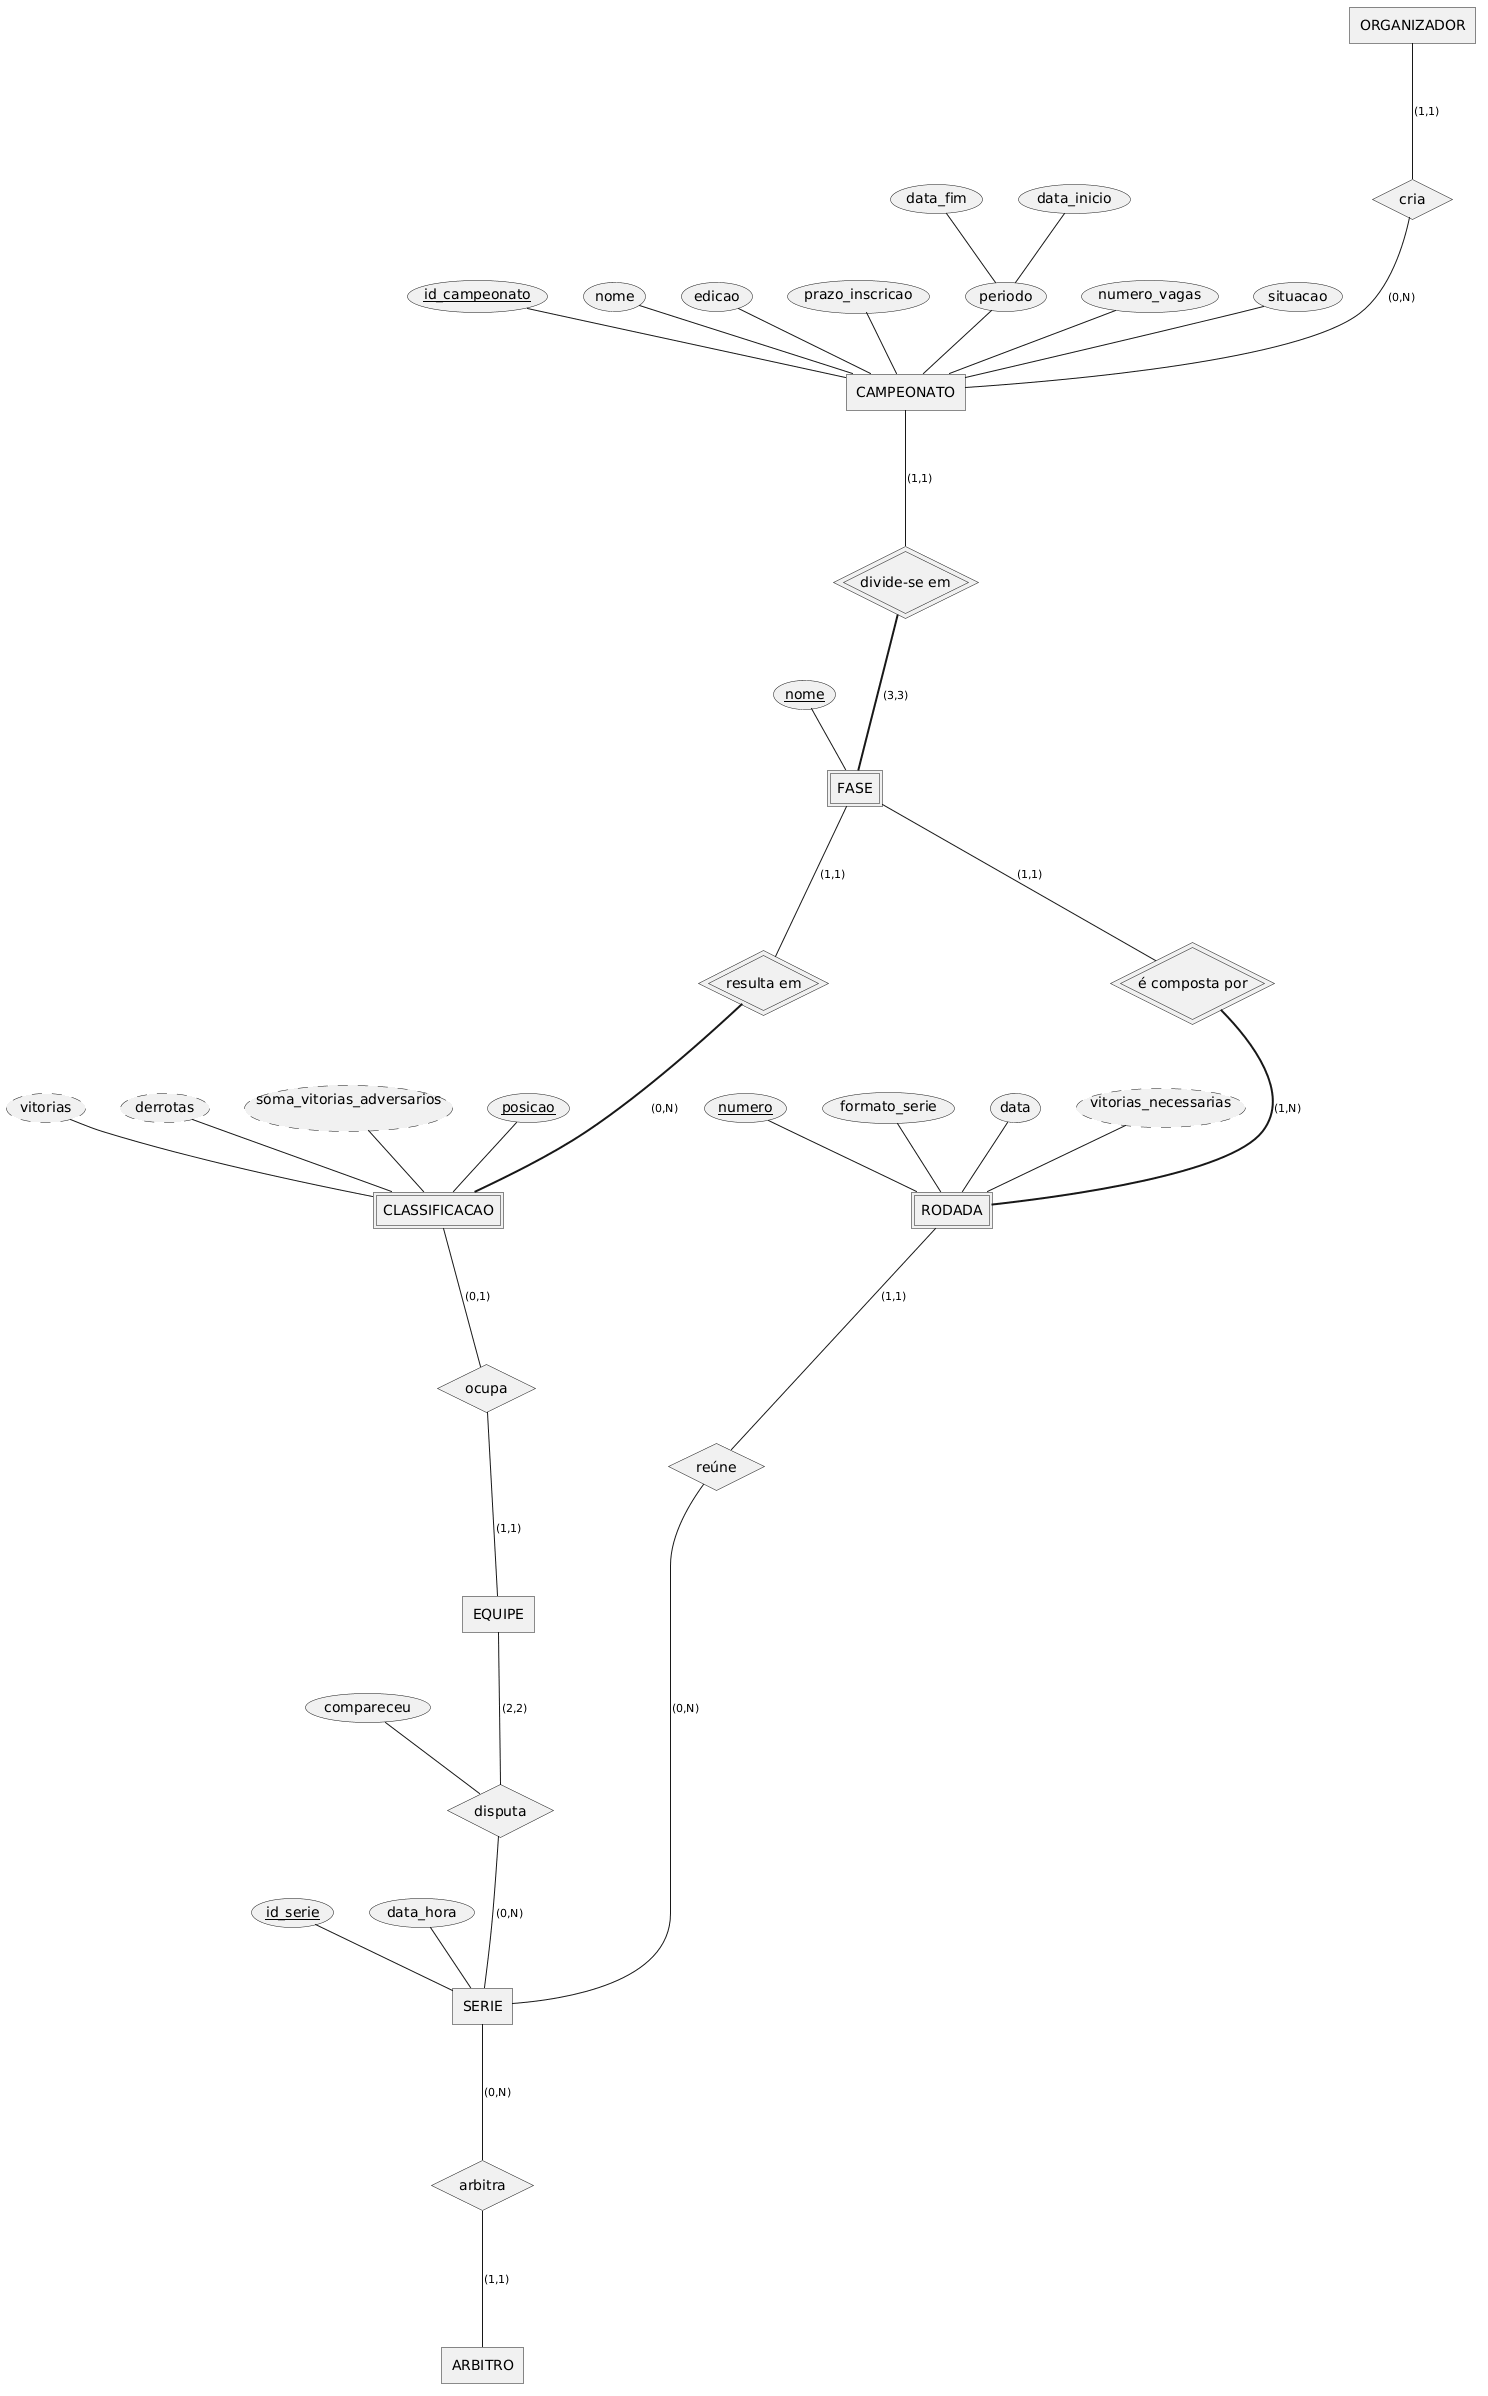 ORGANIZADOR
(1,1)
data_fim
data_inicio
cria
id_campeonato
nome
edicao
prazo_inscricao
periodo
numero_vagas
situacao
(0,N)
CAMPEONATO
(1,1)
divide-se em
nome
(3,3)
FASE
(1,1)
(1,1)
resulta em
é composta por
vitorias
derrotas
soma_vitorias_adversarios
posicao
(0,N)
numero
formato_serie
data
vitorias_necessarias
(1,N)
CLASSIFICACAO
RODADA
(0,1)
(1,1)
ocupa
reúne
(1,1)
EQUIPE
compareceu
(2,2)
(0,N)
disputa
id_serie
data_hora
(0,N)
SERIE
(0,N)
arbitra
(1,1)
ARBITRO